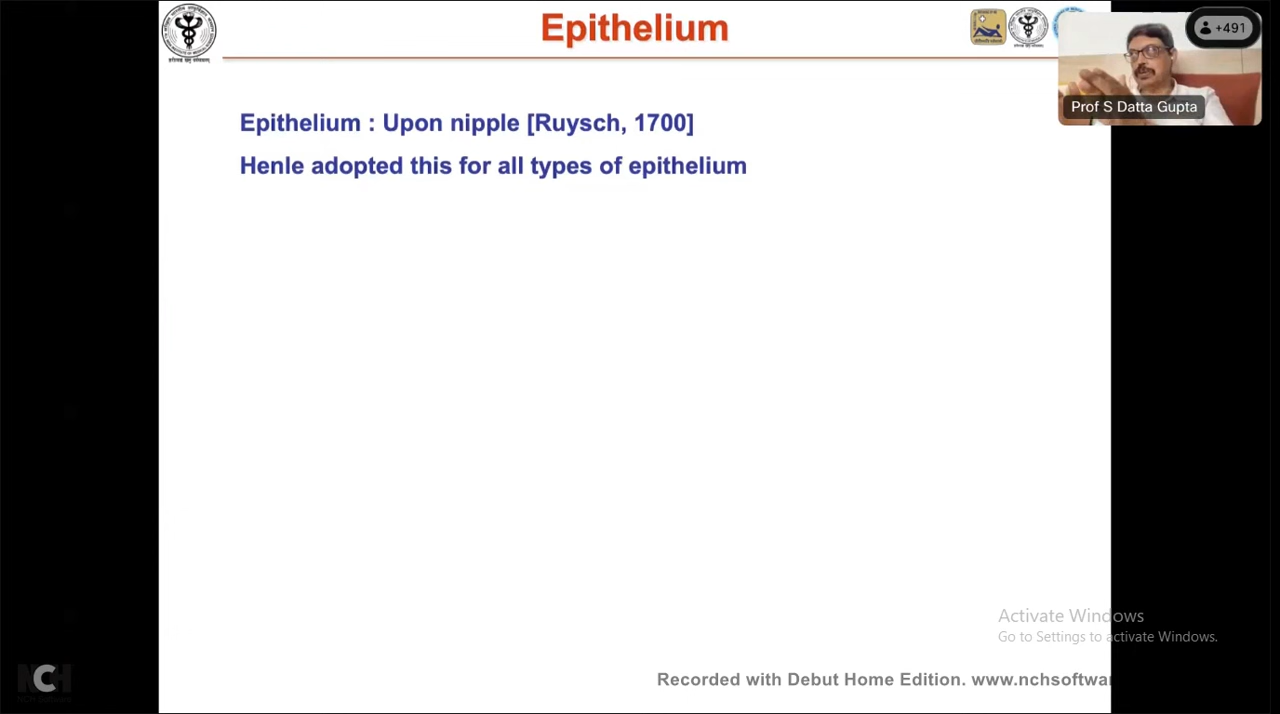 Epithelium
+491
Prof S Datta Gupta
Epithelium : Upon nipple [Ruysch, 1700]
Henle adopted this for all types of epithelium
Activate Windows
Go to Settings to activate Windows.
NCH
Recorded with Debut Home Edition. www.nchsoftwar